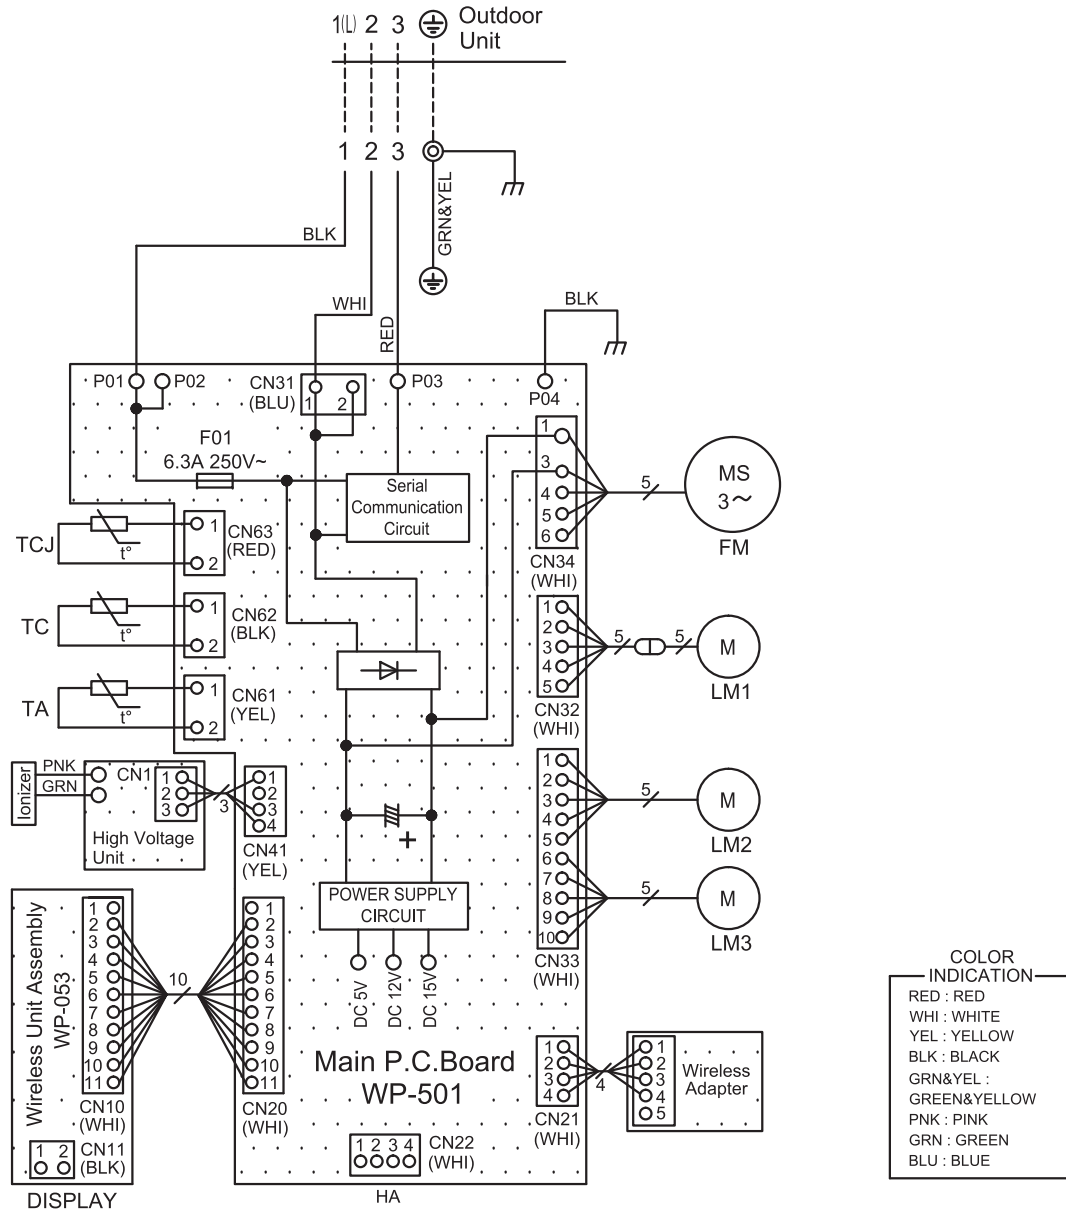 1(L) 2 3 Outdoor
Unit
1 2 3
GRN&YEL
BLK
WHI
RED
BLK
P01 P02
CN31
(BLU)
1 2
P03
P04
F01
6.3A 250V~
Serial
Communication
Circuit
1
3
4
5
6
CN34
(WHI)
5
MS
3~
FM
TCJ
t°
1
2
CN63
(RED)
TC
t°
1
2
CN62
(BLK)
TA
t°
1
2
CN61
(YEL)
1
2
3
4
5
CN32
(WHI)
5 5
M
LM1
Ionizer
PNK
GRN
CN1
1
2
3
High Voltage
Unit
3
1
2
3
4
CN41
(YEL)
+
1
2
3
4
5
6
7
8
9
10
CN33
(WHI)
5
M
LM2
5
M
LM3
POWER SUPPLY
CIRCUIT
DC 5V
DC 12V
DC 15V
Wireless Unit Assembly
WP-053
1
2
3
4
5
6
7
8
9
10
11
CN10
(WHI)
10
1
2
3
4
5
6
7
8
9
10
11
CN20
(WHI)
1 2
CN11
(BLK)
DISPLAY
Main P.C.Board
WP-501
1 2 3 4
CN22
(WHI)
HA
1
2
3
4
CN21
(WHI)
4
1
2
3
4
5
Wireless
Adapter
COLOR
INDICATION
RED : RED
WHI : WHITE
YEL : YELLOW
BLK : BLACK
GRN&YEL :
GREEN&YELLOW
PNK : PINK
GRN : GREEN
BLU : BLUE